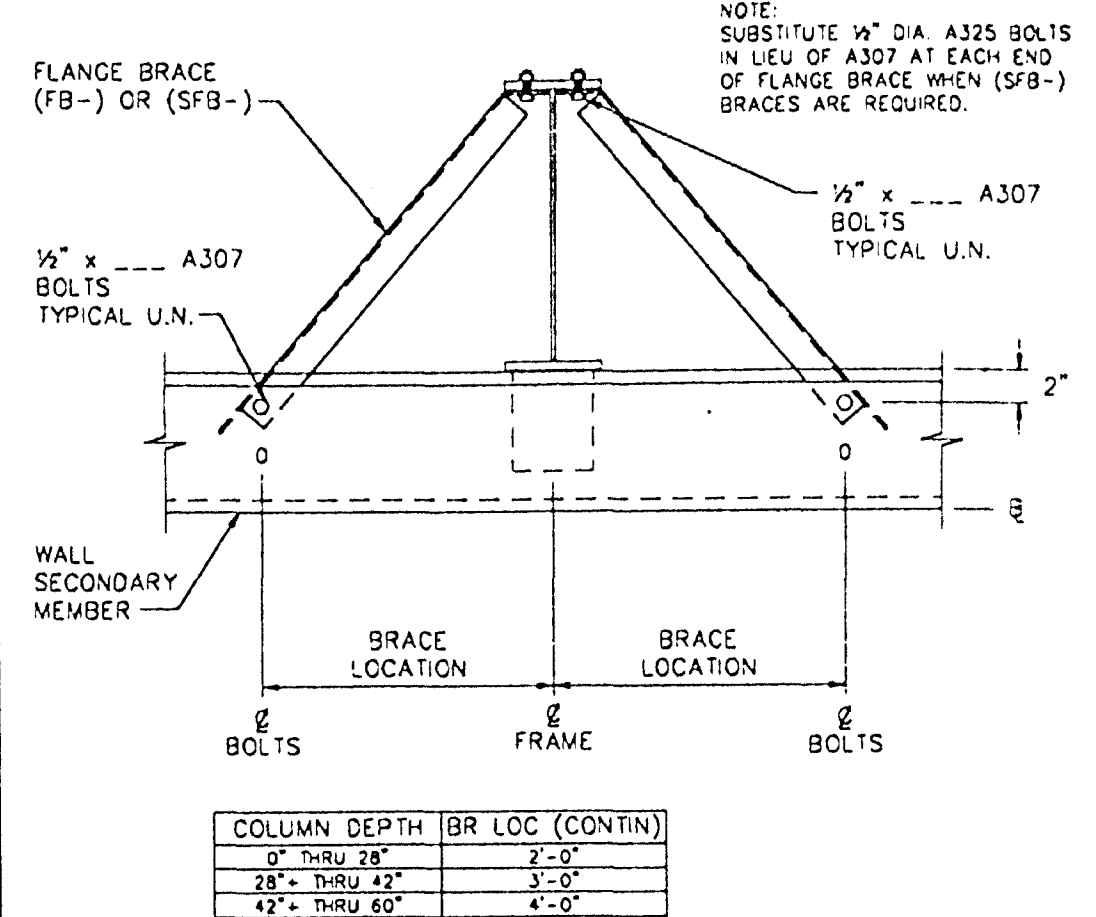 NOTE:
SUBSTITUTE ½" DIA. A325 BOLTS
IN LIEU OF A307 AT EACH END
OF FLANGE BRACE WHEN (SFB-)
BRACES ARE REQUIRED.
FLANGE BRACE
(FB-) OR (SFB-)
½" x ___ A307
BOLTS
TYPICAL U.N.
½" x ___ A307
BOLTS
TYPICAL U.N.
2"
WALL
SECONDARY
MEMBER
BRACE
LOCATION
BRACE
LOCATION
℄
BOLTS
℄
FRAME
℄
BOLTS
COLUMN DEPTH BR LOC (CONTIN)
0" THRU 28" 2'-0"
28"+ THRU 42" 3'-0"
42"+ THRU 60" 4'-0"